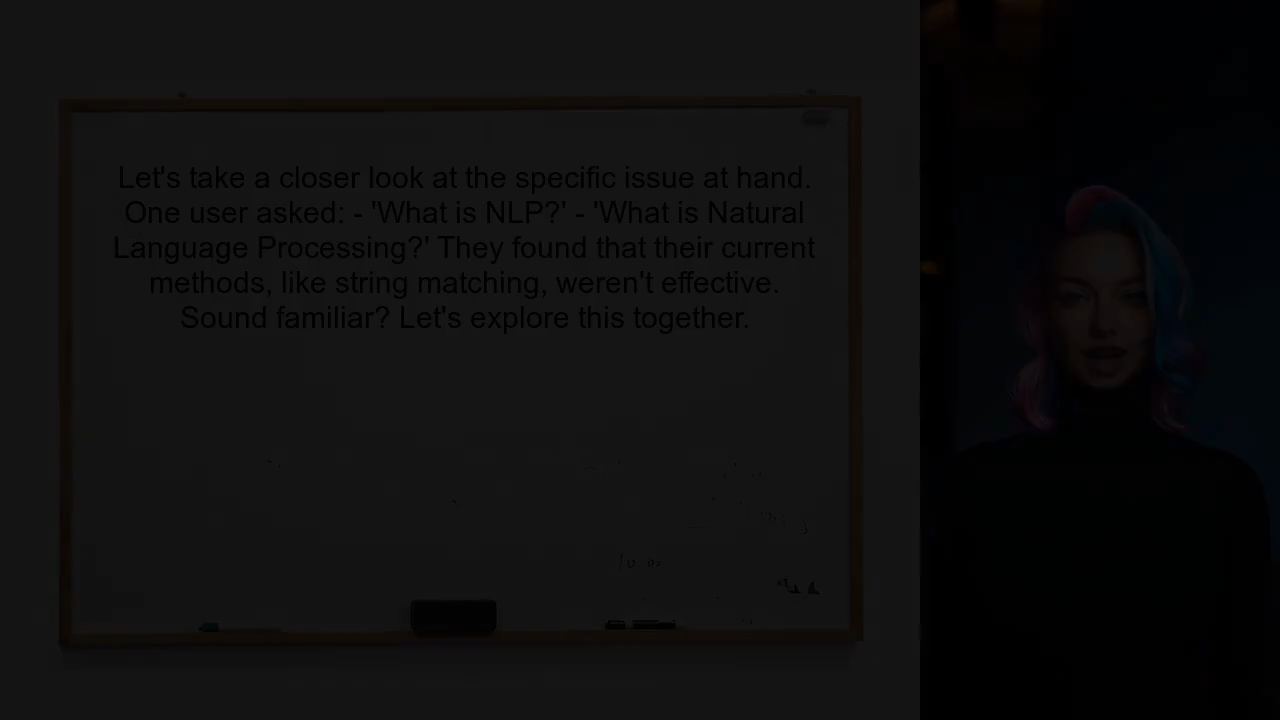 Let's take a closer look at the specific issue at hand.
One user asked: - 'What is NLP?' - 'What is Natural
Language Processing?' They found that their current
methods, like string matching, weren't effective.
Sound familiar? Let's explore this together.